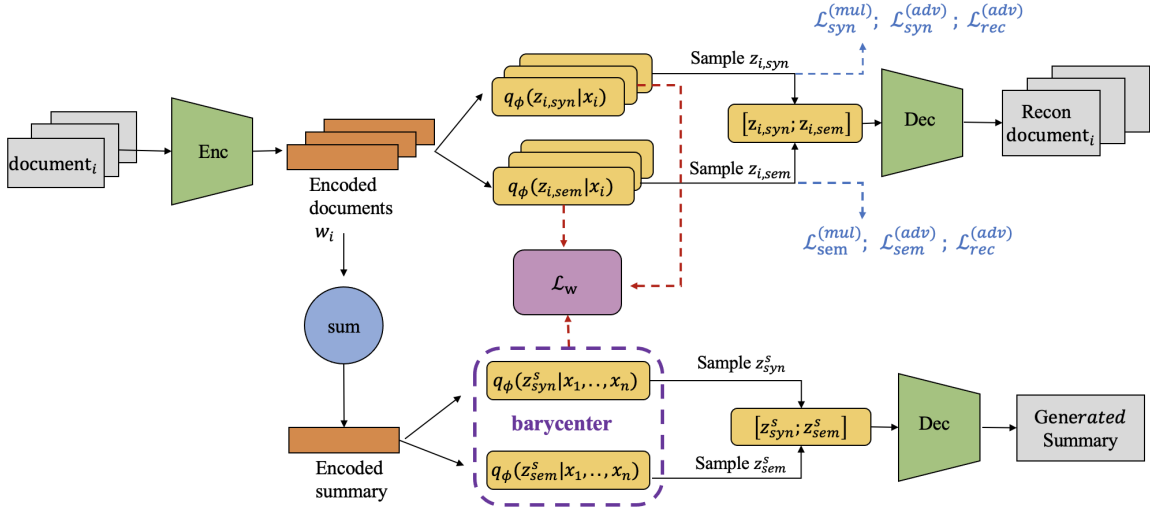 ℒ_syn^(mul); ℒ_syn^(adv); ℒ_rec^(adv)
Sample z_i,syn
q_ϕ(z_i,syn|x_i)
document_i
Enc
[z_i,syn; z_i,sem]
Dec
Recon
document_i
Sample z_i,sem
q_ϕ(z_i,sem|x_i)
Encoded
documents
w_i
ℒ_sem^(mul); ℒ_sem^(adv); ℒ_rec^(adv)
ℒ_w
sum
Sample z_syn^s
q_ϕ(z_syn^s|x_1,..,x_n)
barycenter
[z_syn^s; z_sem^s]
Dec
Generated
Summary
Sample z_sem^s
q_ϕ(z_sem^s|x_1,..,x_n)
Encoded
summary